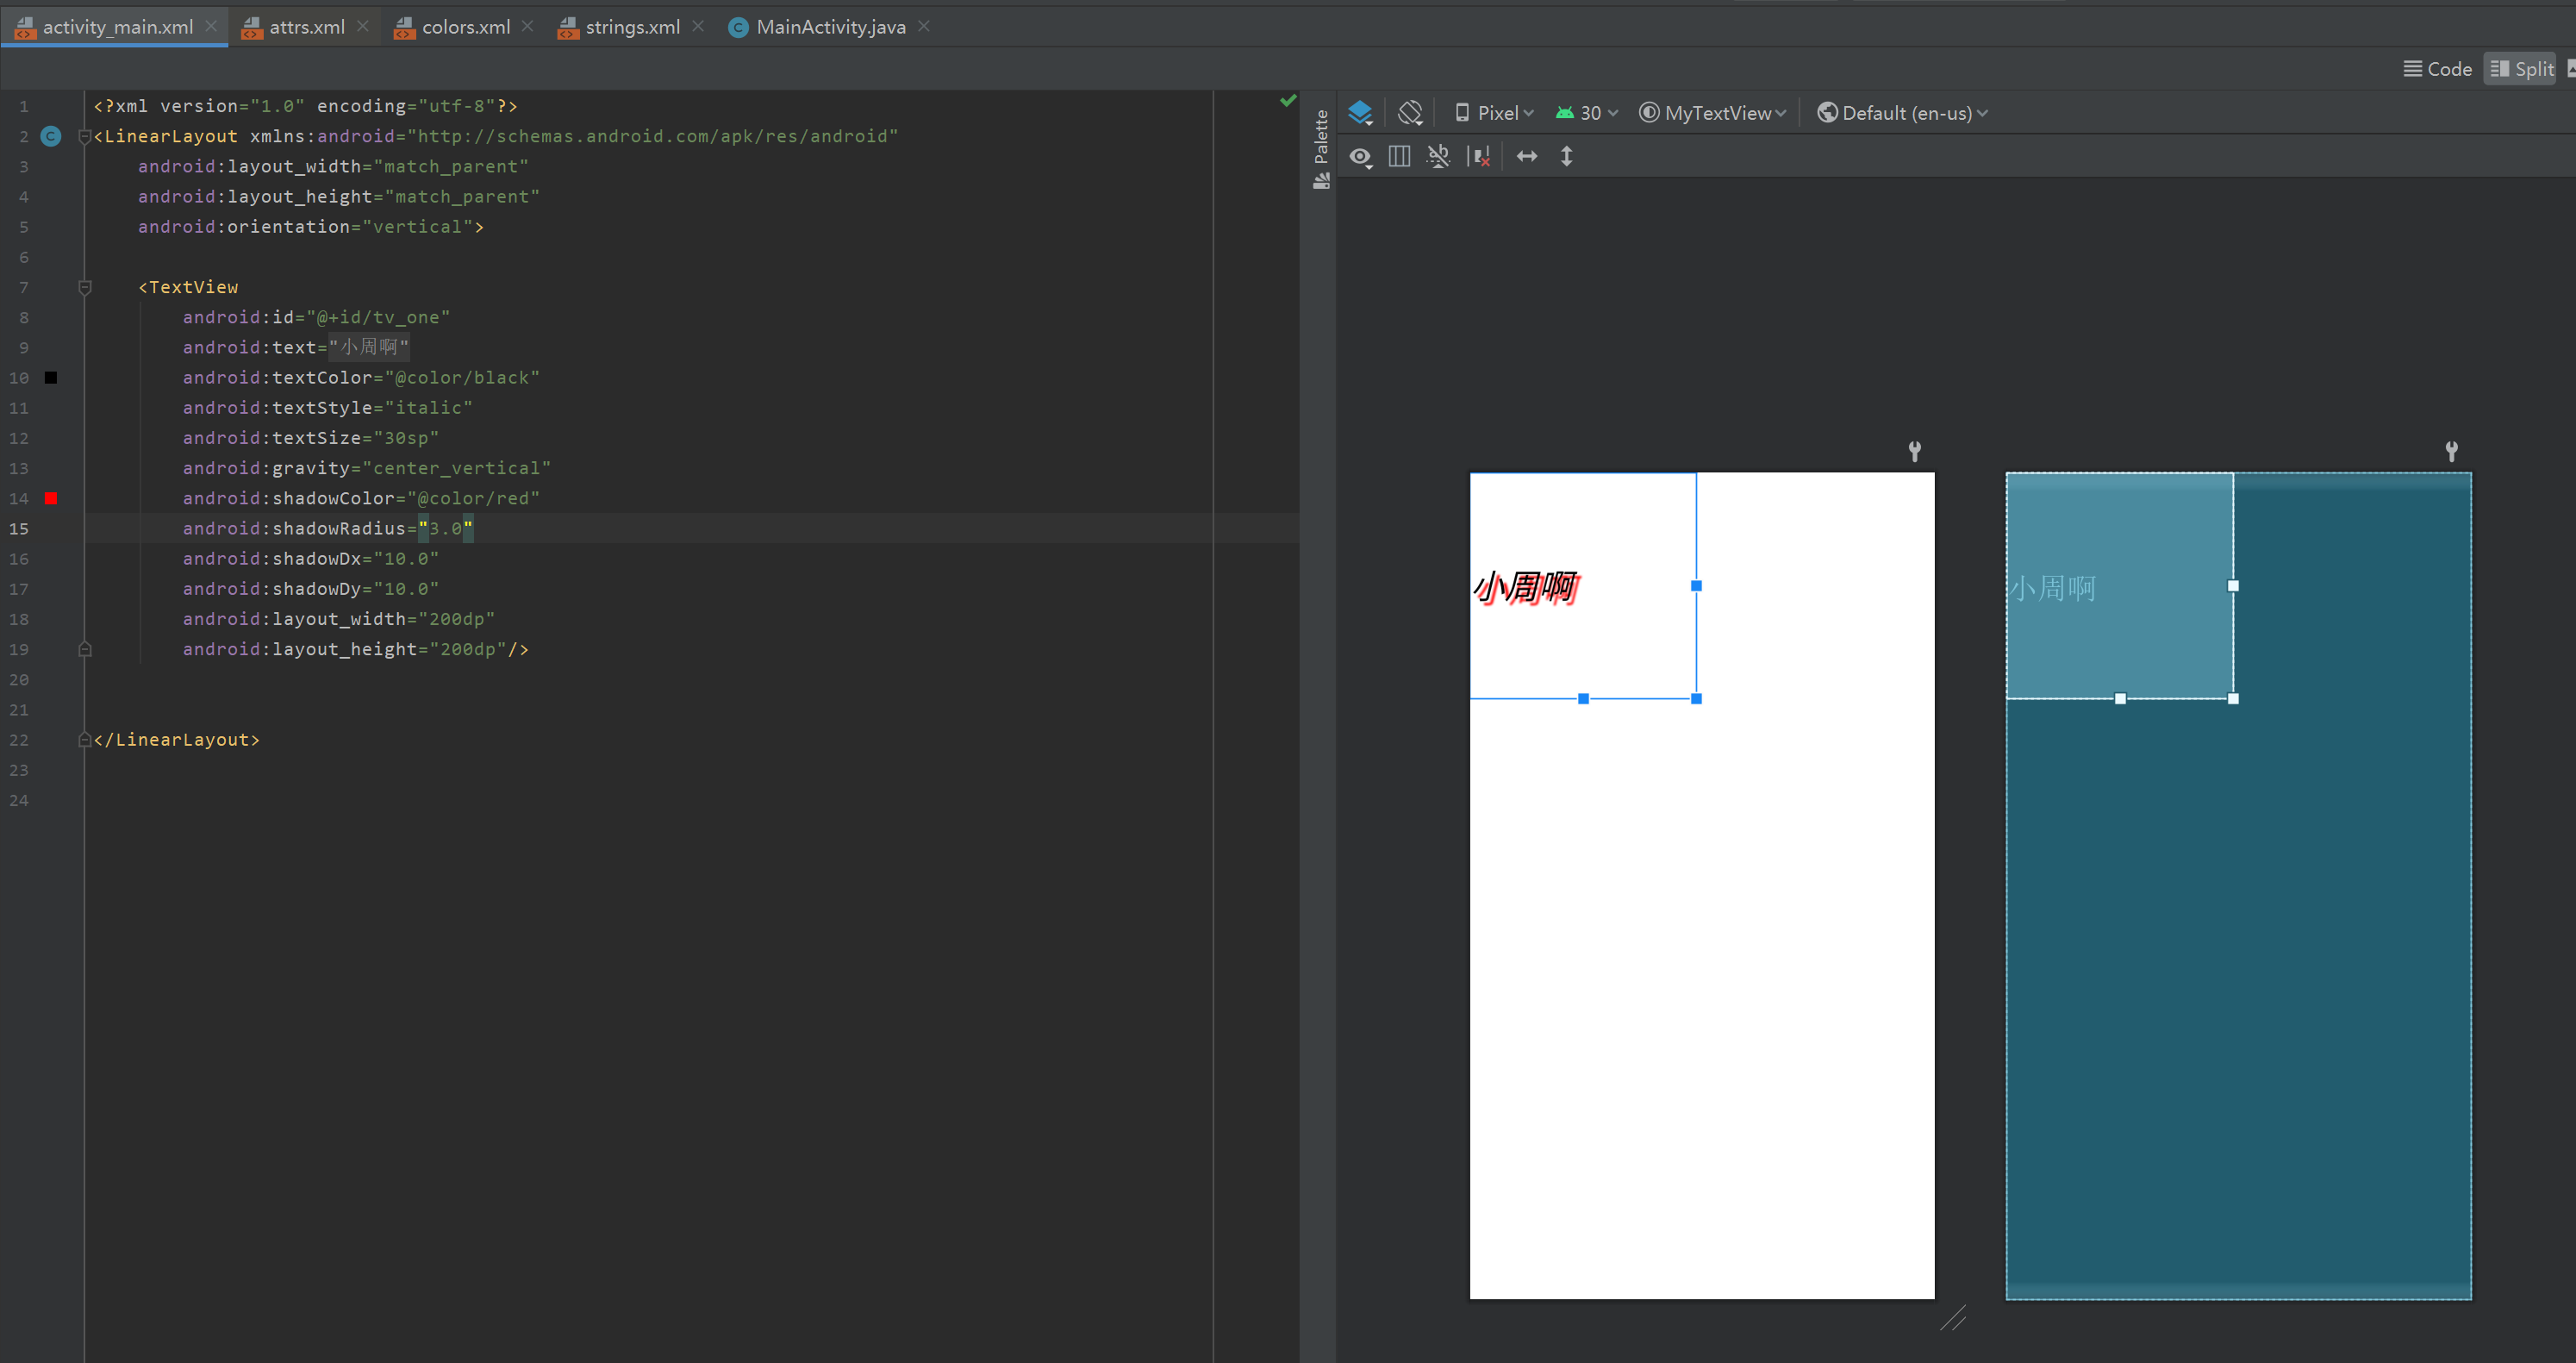 activity_main.xml attrs.xml colors.xml strings.xml MainActivity.java
Code Split
1 <?xml version="1.0" encoding="utf-8"?>
2 <LinearLayout xmlns:android="http://schemas.android.com/apk/res/android"
3 android:layout_width="match_parent"
4 android:layout_height="match_parent"
5 android:orientation="vertical">
6
7 <TextView
8 android:id="@+id/tv_one"
9 android:text="小周啊"
10 android:textColor="@color/black"
11 android:textStyle="italic"
12 android:textSize="30sp"
13 android:gravity="center_vertical"
14 android:shadowColor="@color/red"
15 android:shadowRadius="3.0"
16 android:shadowDx="10.0"
17 android:shadowDy="10.0"
18 android:layout_width="200dp"
19 android:layout_height="200dp"/>
20
21
22 </LinearLayout>
23
24
Palette
Pixel 30 MyTextView Default (en-us)
小周啊
小周啊